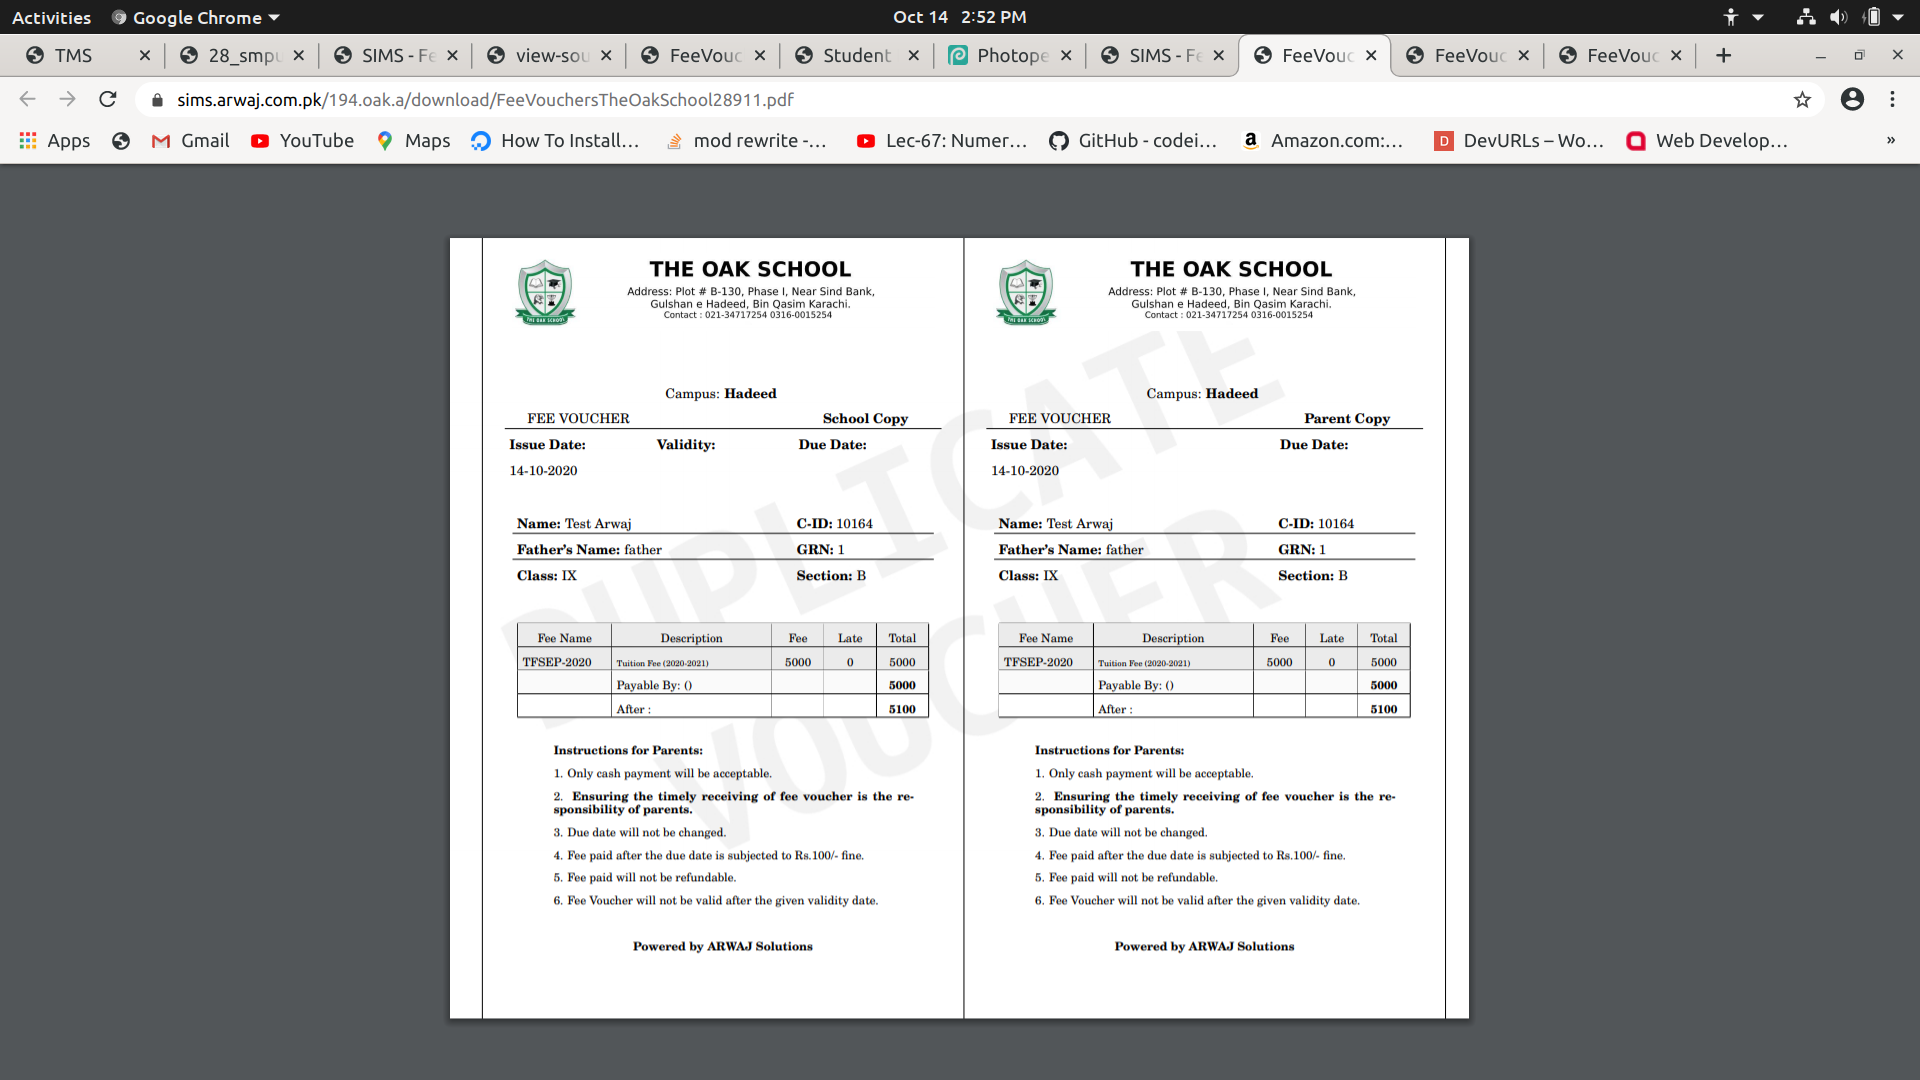 Activities Google Chrome Oct 14 2:52 PM
TMS 28_smpu SIMS - Fe view-sou FeeVouc Student Photope SIMS - Fe FeeVouc FeeVouc FeeVouc
sims.arwaj.com.pk/194.oak.a/download/FeeVouchersTheOakSchool28911.pdf
Apps Gmail YouTube Maps How To Install... mod rewrite -... Lec-67: Numer... GitHub - codei... Amazon.com:... DevURLs – Wo... Web Develop... »
THE OAK SCHOOL
Address: Plot # B-130, Phase I, Near Sind Bank,
Gulshan e Hadeed, Bin Qasim Karachi.
Contact : 021-34717254 0316-0015254
THE OAK SCHOOL
Campus: Hadeed
FEE VOUCHER School Copy
Issue Date: Validity: Due Date:
14-10-2020
Name: Test Arwaj C-ID: 10164
Father's Name: father GRN: 1
Class: IX Section: B
Fee Name Description Fee Late Total
TFSEP-2020 Tuition Fee (2020-2021) 5000 0 5000
Payable By: () 5000
After : 5100
Instructions for Parents:
1. Only cash payment will be acceptable.
2. Ensuring the timely receiving of fee voucher is the re-
sponsibility of parents.
3. Due date will not be changed.
4. Fee paid after the due date is subjected to Rs.100/- fine.
5. Fee paid will not be refundable.
6. Fee Voucher will not be valid after the given validity date.
Powered by ARWAJ Solutions
THE OAK SCHOOL
Address: Plot # B-130, Phase I, Near Sind Bank,
Gulshan e Hadeed, Bin Qasim Karachi.
Contact : 021-34717254 0316-0015254
THE OAK SCHOOL
Campus: Hadeed
FEE VOUCHER Parent Copy
Issue Date: Due Date:
14-10-2020
Name: Test Arwaj C-ID: 10164
Father's Name: father GRN: 1
Class: IX Section: B
Fee Name Description Fee Late Total
TFSEP-2020 Tuition Fee (2020-2021) 5000 0 5000
Payable By: () 5000
After : 5100
Instructions for Parents:
1. Only cash payment will be acceptable.
2. Ensuring the timely receiving of fee voucher is the re-
sponsibility of parents.
3. Due date will not be changed.
4. Fee paid after the due date is subjected to Rs.100/- fine.
5. Fee paid will not be refundable.
6. Fee Voucher will not be valid after the given validity date.
Powered by ARWAJ Solutions
DUPLICATE
VOUCHER